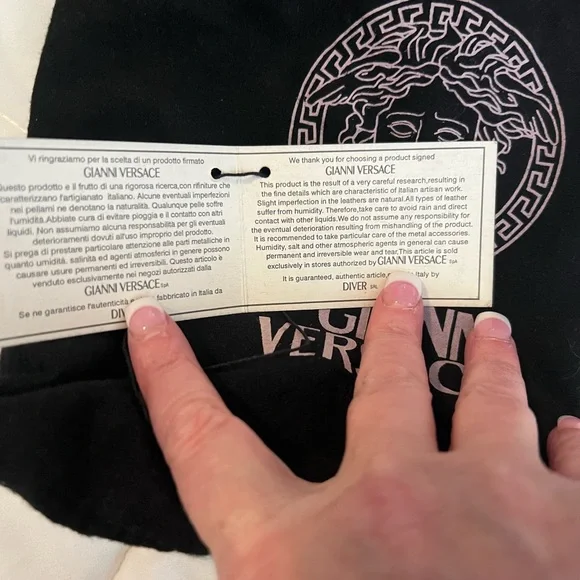 Vi ringraziamo per la scelta di un prodotto firmato
GIANNI VERSACE
Questo prodotto e il frutto di una rigorosa ricerca,con rifiniture che
caratterizzano l'artigianato italiano. Alcune eventuali imperfezioni
nei pellami ne denotano la naturalità. Qualunque pelle soffre
l'humidità.Abbiate cura di evitare pioggia e il contatto con altri
liquidi. Non assumiamo alcuna responsabilità per gli eventuali
deterioramenti dovuti all'uso improprio del prodotto.
Si prega di prestare particolare attenzione alle parti metaliche in
quanto umidità, salinità ed agenti atmosferici in genere possono
causare usure permanenti ed irreversibili. Questo articolo è
venduto esclusivamente nei negozi autorizzati dalla
GIANNI VERSACE SpA
Se ne garantisce l'autenticità fabbricato in Italia da
We thank you for choosing a product signed
GIANNI VERSACE
This product is the result of a very careful research,resulting in
the fine details which are characteristic of italian artisan work.
Slight imperfection in the leathers are natural.All types of leather
suffer from humidity. Therefore,take care to avoid rain and direct
contact with other liquids.We do not assume any responsibility for
the eventual deterioration resulting from mishandling of the product.
It is recommended to take particular care of the metal accessories.
Humidity, salt and other atmospheric agents in general can cause
permanent and irreversible wear and tear.This article is sold
exclusively in stores authorized by GIANNI VERSACE SpA
It is guaranteed, authentic article, Italy by
DIVER SRL
GIANNI
VERSACE